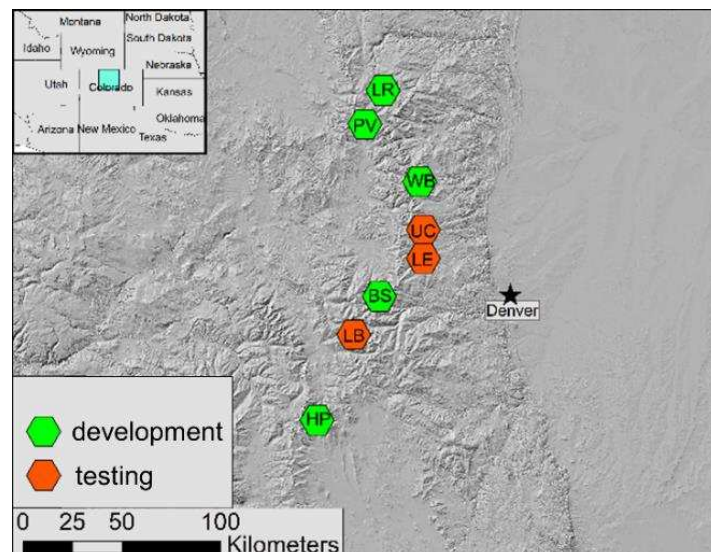 Montana
North Dakota
South Dakota
Idaho
Wyoming
Nebraska
Utah
Colorado
Kansas
Oklahoma
Arizona
New Mexico
Texas
LR
PV
WB
UC
LE
BS
Denver
LB
HP
development
testing
0 25 50 100
Kilometers